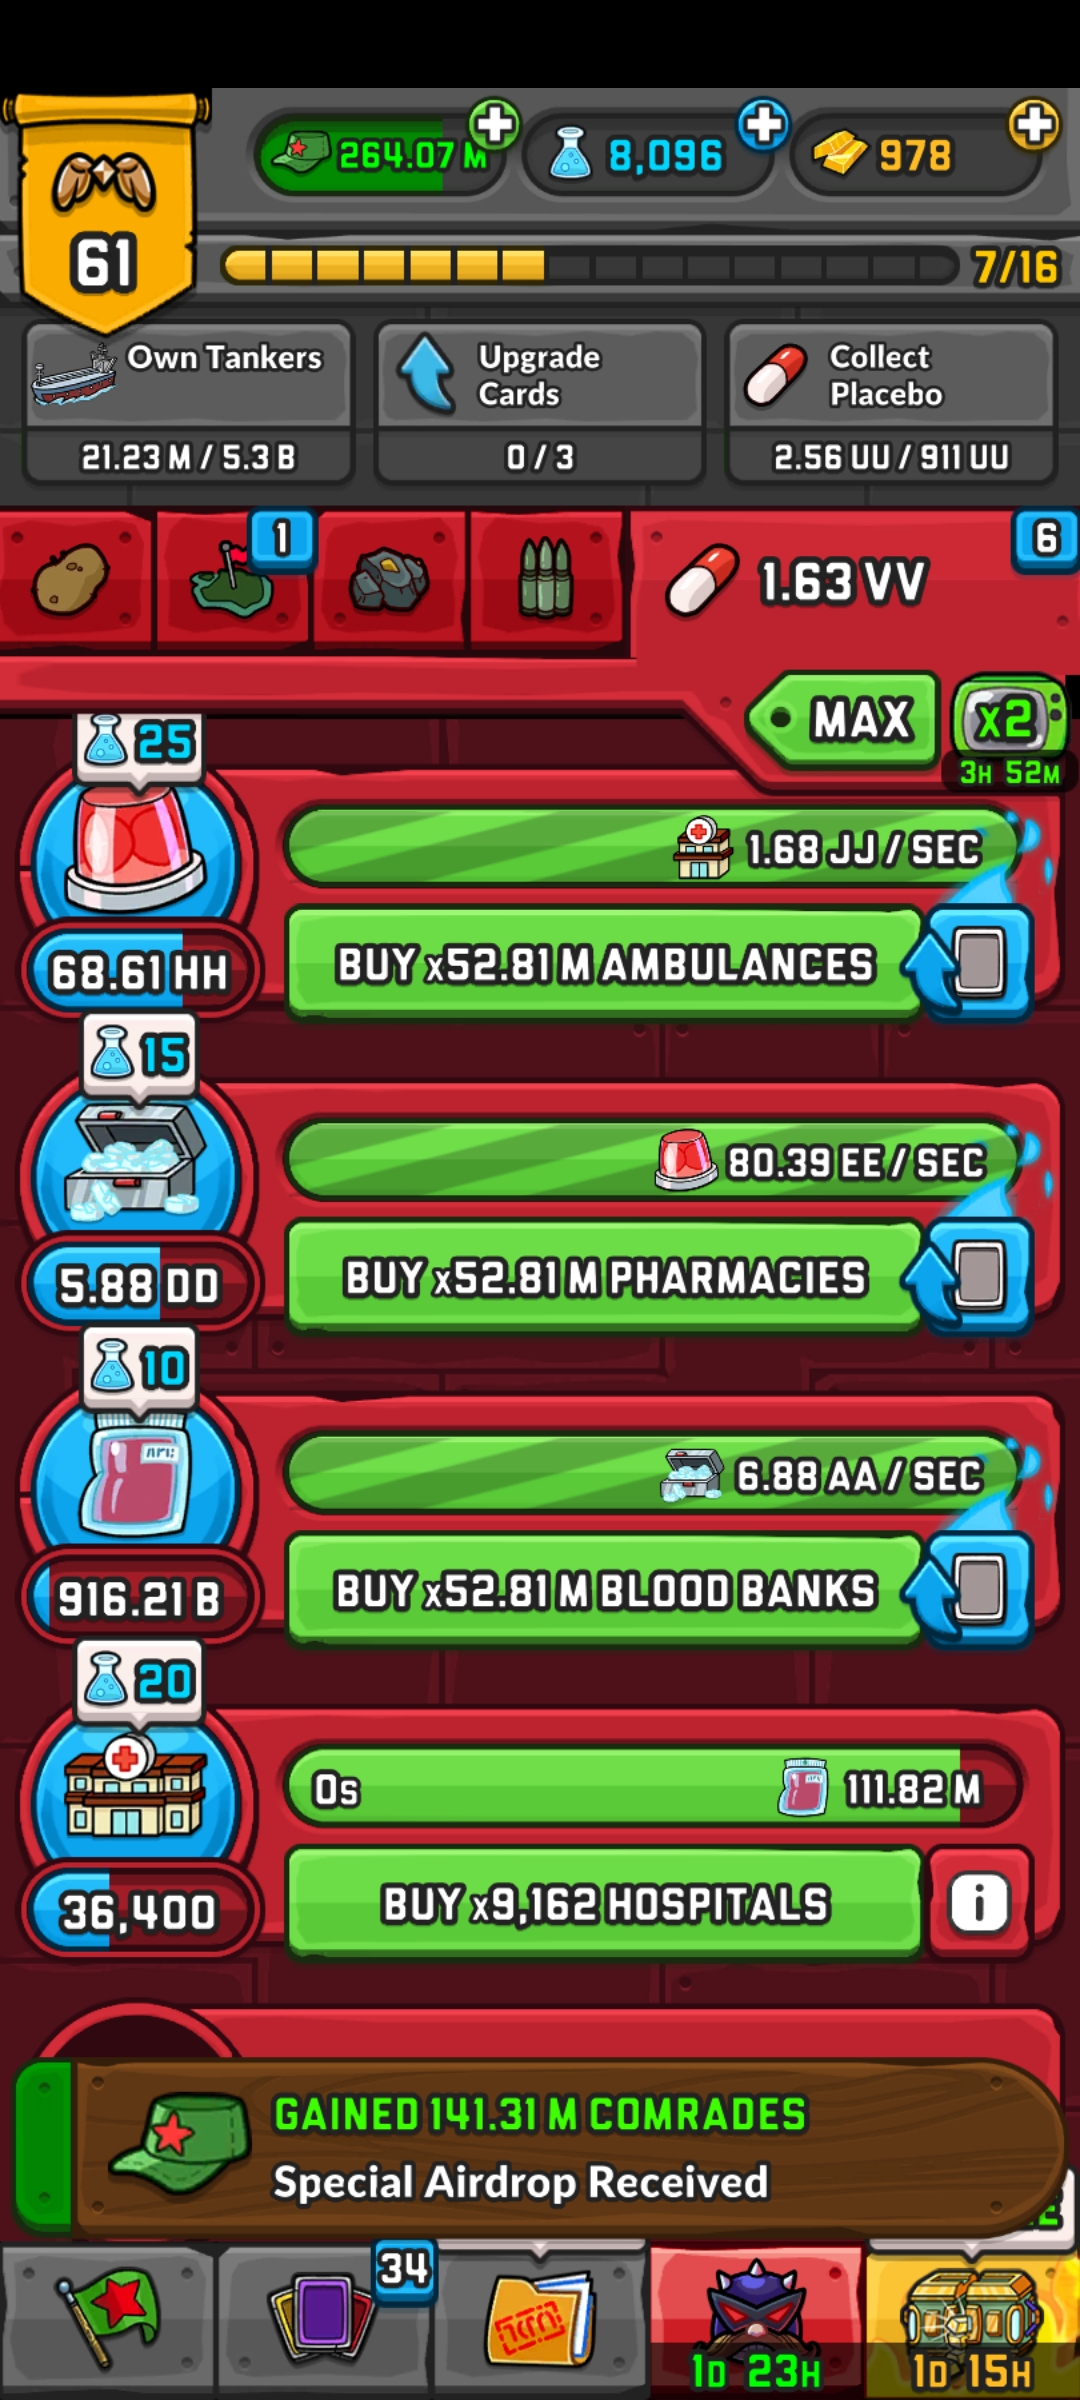 264.07 M
8,096
978
61
7/16
Own Tankers
21.23 M / 5.3 B
Upgrade
Cards
0 / 3
Collect
Placebo
2.56 UU / 911 UU
1
1.63 VV
6
MAX
x2
3H 52M
25
1.68 JJ / SEC
68.61 HH
BUY x52.81 M AMBULANCES
15
80.39 EE / SEC
5.88 DD
BUY x52.81 M PHARMACIES
10
6.88 AA / SEC
916.21 B
BUY x52.81 M BLOOD BANKS
20
0S
111.82 M
36,400
BUY x9,162 HOSPITALS
i
GAINED 141.31 M COMRADES
Special Airdrop Received
34
1D 23H
1D 15H